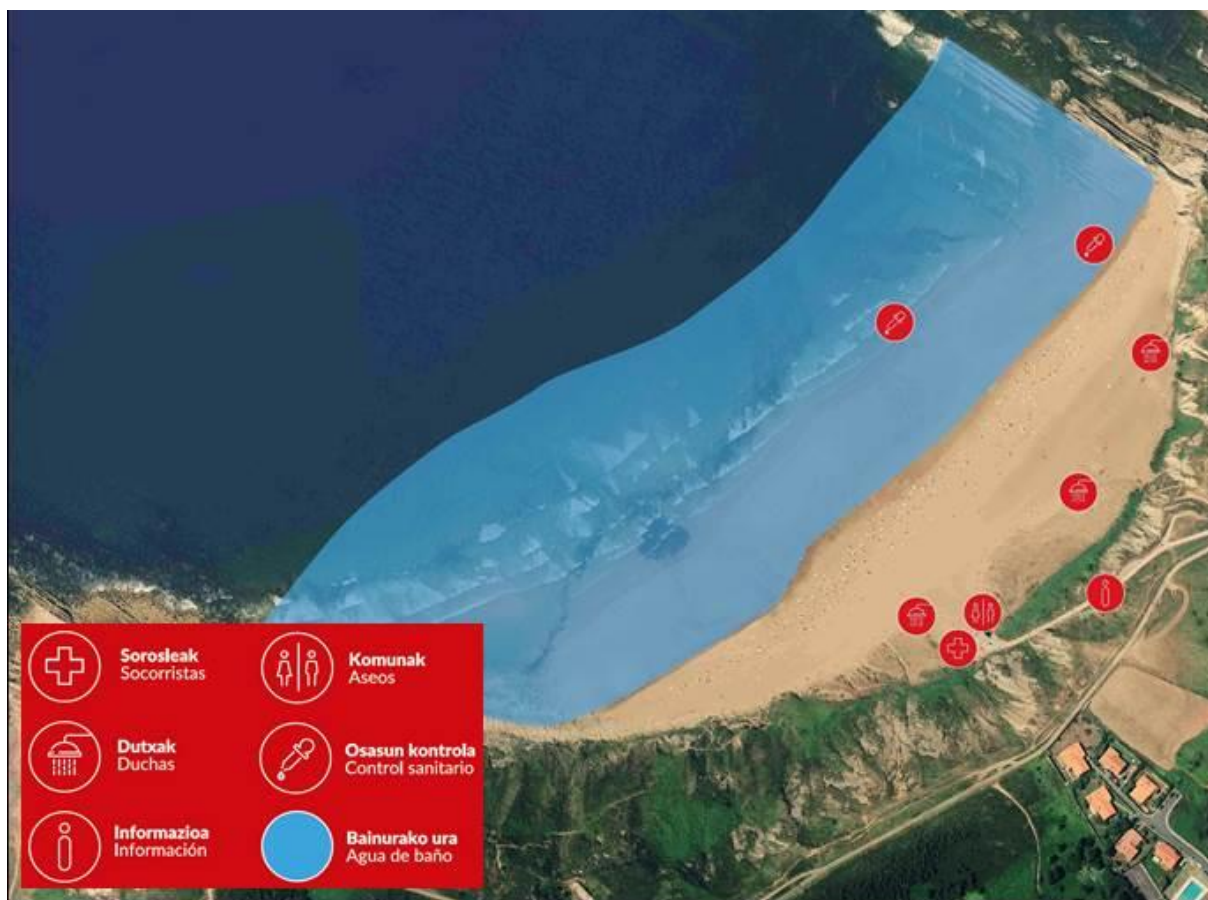 Sorosleak
Socorristas
Komunak
Aseos
Dutxak
Duchas
Osasun kontrola
Control sanitario
Informazioa
Información
Bainurako ura
Agua de baño